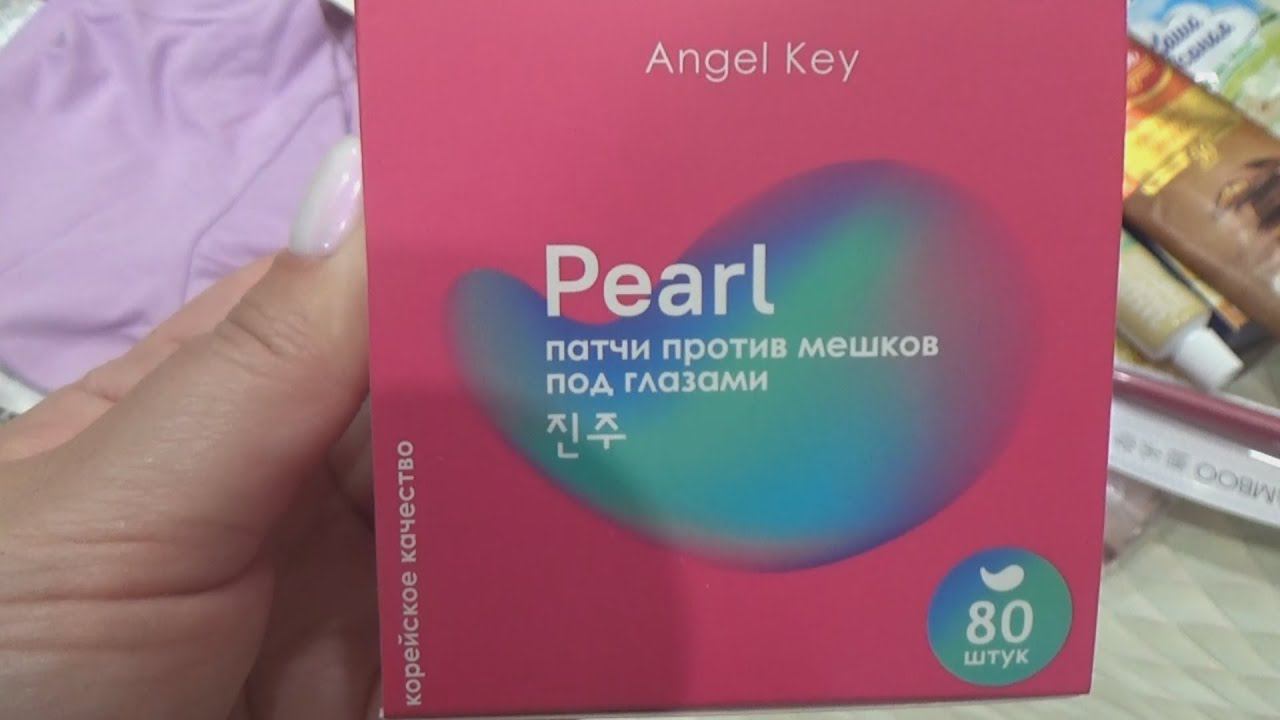 Angel Key
Pearl
патчи против мешков
под глазами
진주
корейское качество
80
штук